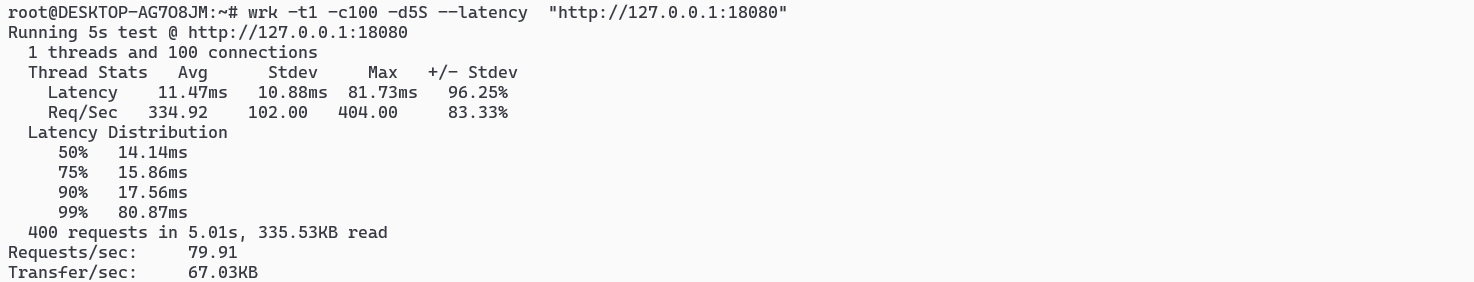 root@DESKTOP-AG7O8JM:~# wrk -t1 -c100 -d5S --latency  "http://127.0.0.1:18080"
Running 5s test @ http://127.0.0.1:18080
  1 threads and 100 connections
  Thread Stats   Avg      Stdev     Max   +/- Stdev
    Latency    11.47ms   10.88ms  81.73ms   96.25%
    Req/Sec   334.92    102.00   404.00     83.33%
  Latency Distribution
     50%   14.14ms
     75%   15.86ms
     90%   17.56ms
     99%   80.87ms
  400 requests in 5.01s, 335.53KB read
Requests/sec:     79.91
Transfer/sec:     67.03KB